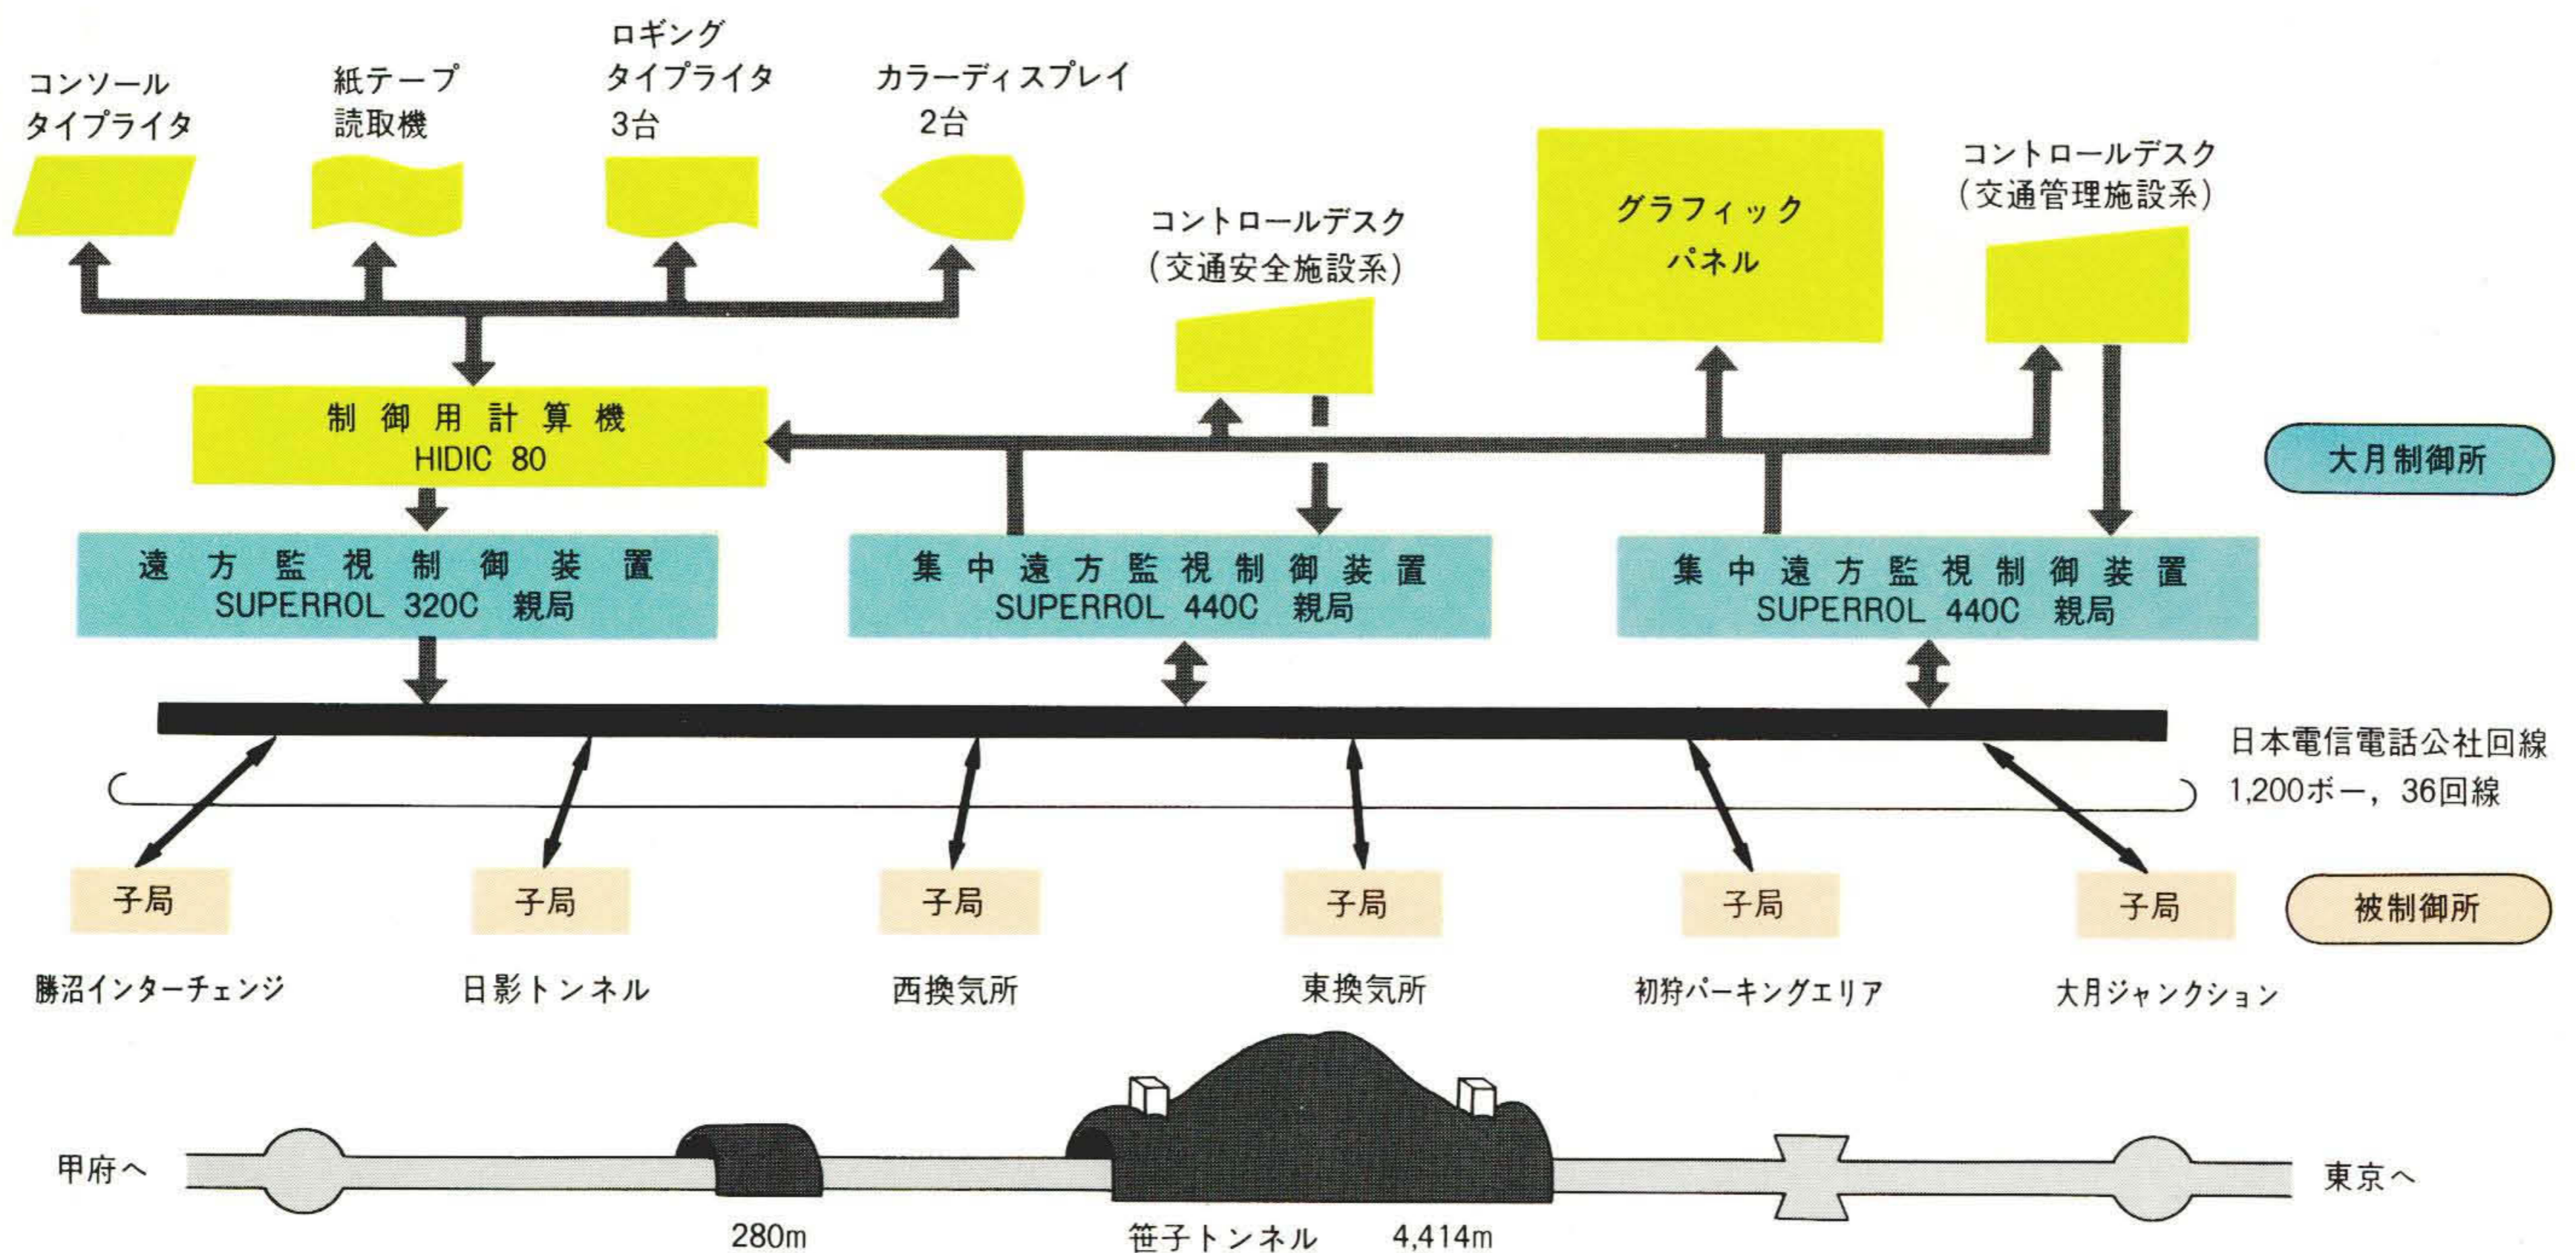 コンソール
タイプライタ
紙テープ
読取機
ロギング
タイプライタ
3台
カラーディスプレイ
2台
コントロールデスク
(交通安全施設系)
グラフィック
パネル
コントロールデスク
(交通管理施設系)
制御用計算機
HIDIC 80
大月制御所
遠方監視制御装置
SUPERROL 320C 親局
集中遠方監視制御装置
SUPERROL 440C 親局
集中遠方監視制御装置
SUPERROL 440C 親局
日本電信電話公社回線
1,200ボー，36回線
子局
子局
子局
子局
子局
子局
被制御所
勝沼インターチェンジ
日影トンネル
西換気所
東換気所
初狩パーキングエリア
大月ジャンクション
甲府へ
東京へ
280m
笹子トンネル 4,414m